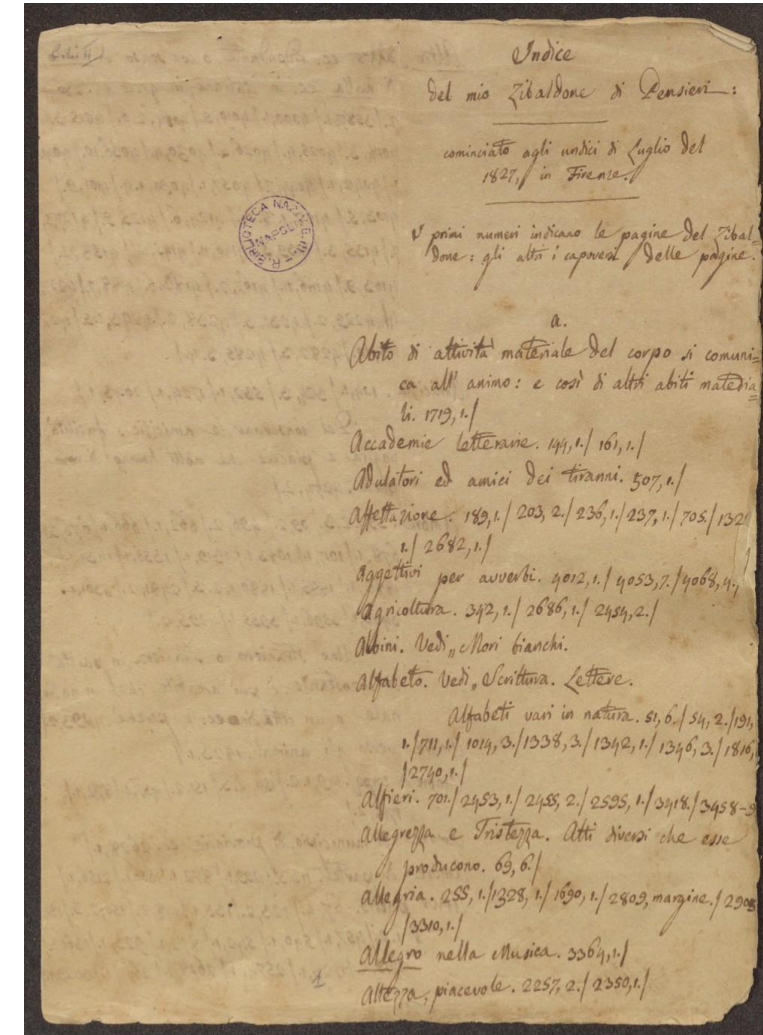 Indice
del mio Zibaldone di Pensieri:
cominciato agli undici di Luglio del
1827, in Firenze.
I primi numeri indicano le pagine del Zibal=
done: gli altri i capoversi delle pagine.
BIBLIOTECA NAZ.
NAPOLI
a.
Abito di attività materiale del corpo si comuni=
ca all'animo: e così di altri abiti materia=
li. 1719,1./
Accademie letterarie. 144,1./ 161,1./
Adulatori ed amici dei tiranni. 507,1./
Affettazione. 189,1./ 203,2./ 236,1./ 237,1./ 705./ 132
1./ 2682,1./
Aggettivi per avverbi. 4012,1./ 4053,7./ 4068,4.
Agricoltura. 342,1./ 2686,1./ 2454,2./
Albini. Vedi "Mori bianchi.
Alfabeto. Vedi "Scrittura. Lettere.
Alfabeti vari in natura. 51,6./ 54,2./ 191,
1./ 711,1./ 1014,3./ 1338,3./ 1342,1./ 1346,3./ 1816,
/2740,1./
Alfieri. 701./ 2453,1./ 2455,2./ 2595,1./ 3418./ 3458-9
Allegrezza e Tristezza. Atti diversi che esse
producono. 69,6./
Allegria. 255,1./ 1328,1./ 1690,1./ 2809, margine./
/3310,1./
Allegro nella Musica. 3364,1./
Altezza, piacevole. 2257,2./ 2350,1./
1